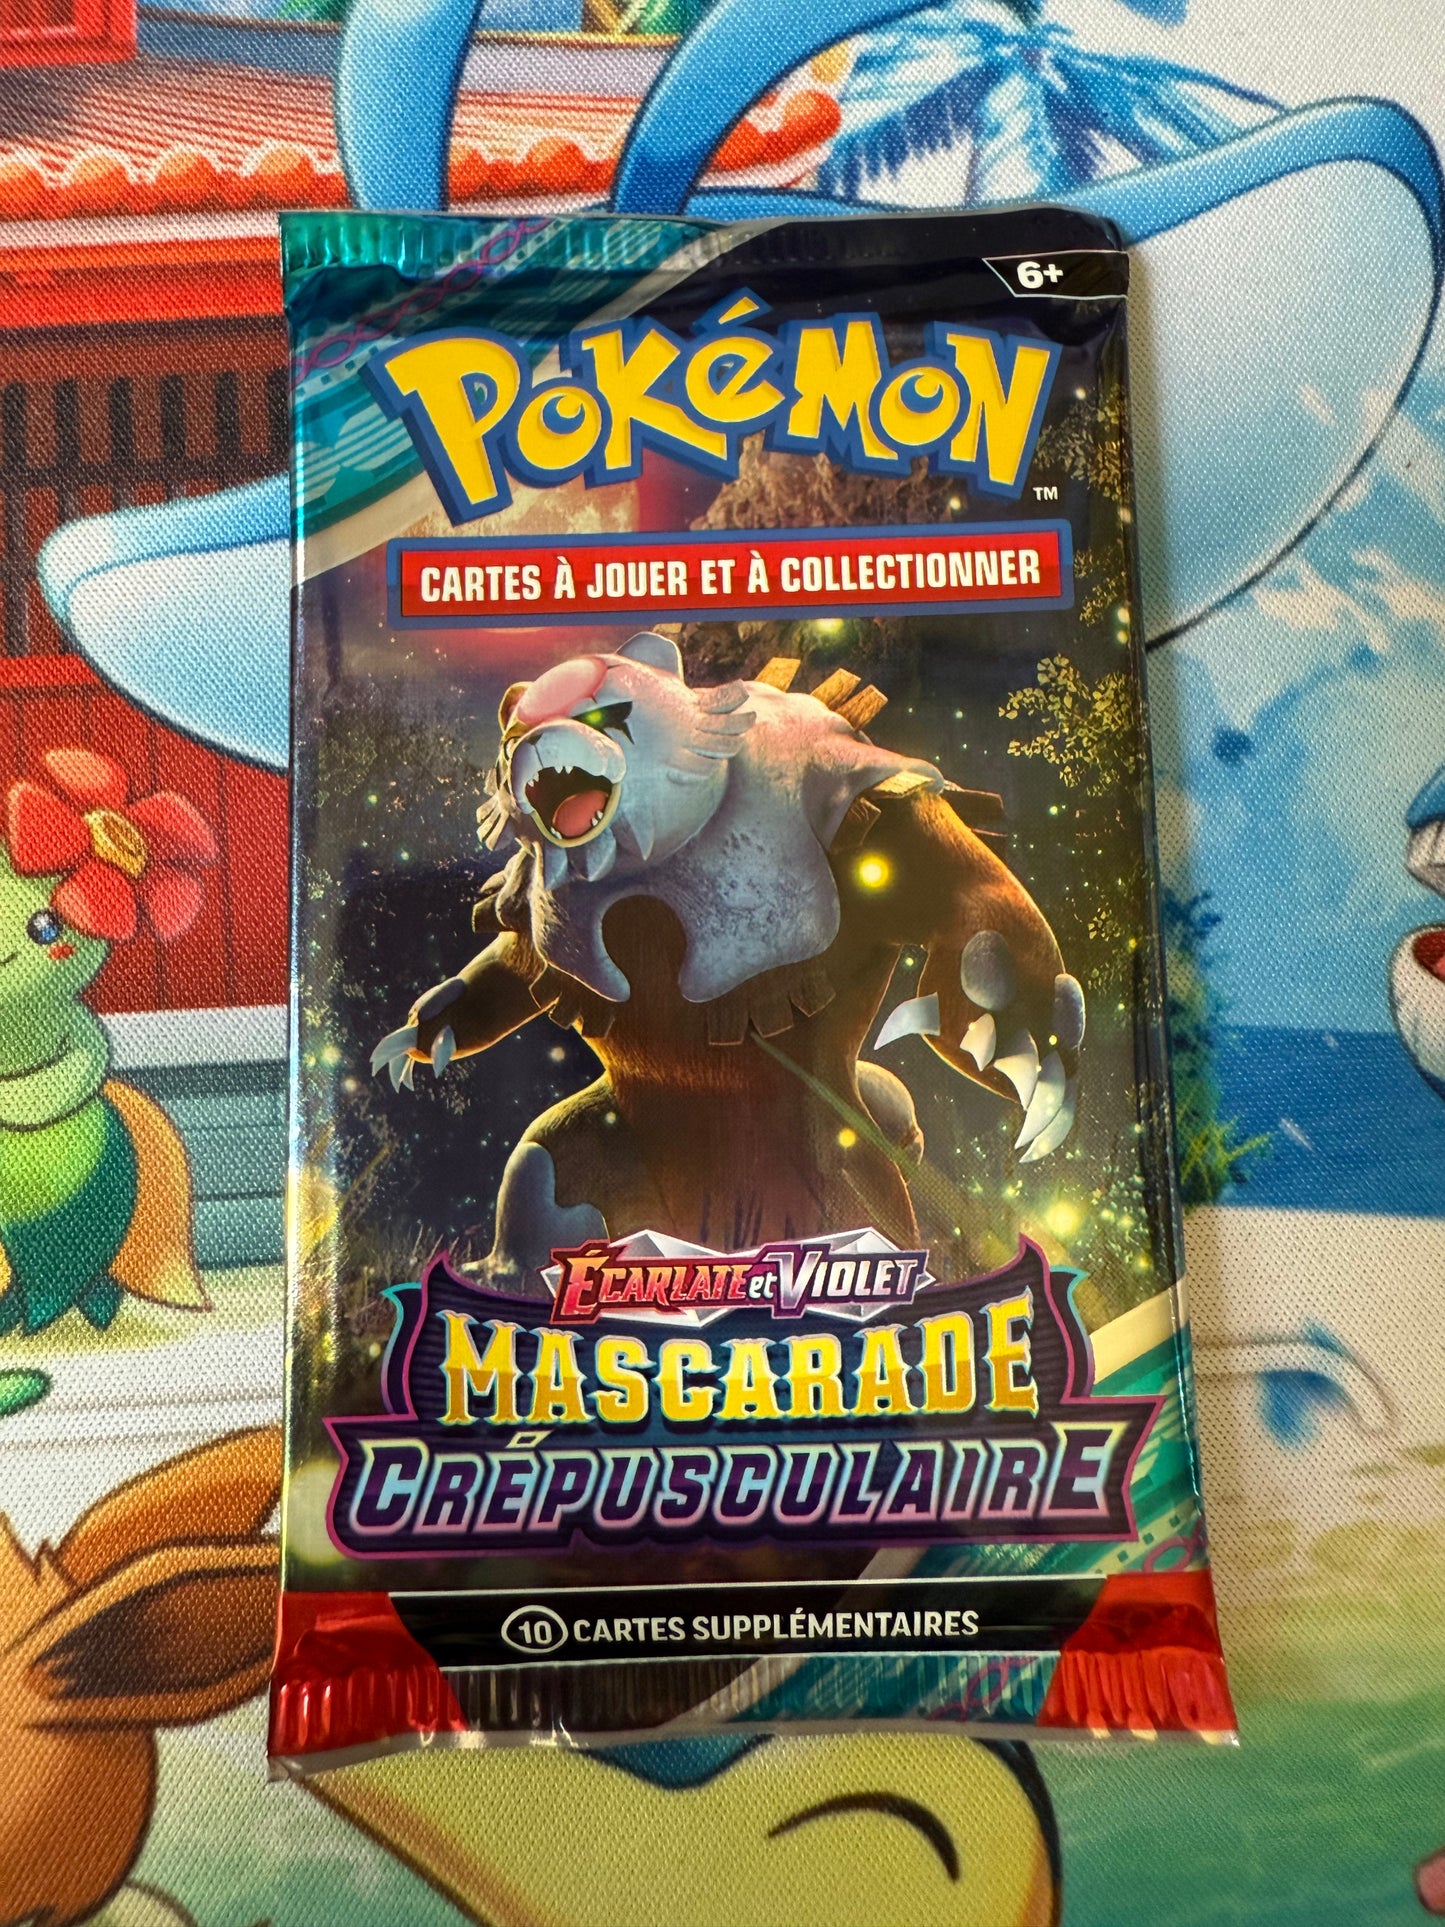 6+
POKÉMON
TM
CARTES À JOUER ET À COLLECTIONNER
ÉCARLATE et VIOLET
MASCARADE
CRÉPUSCULAIRE
10 CARTES SUPPLÉMENTAIRES